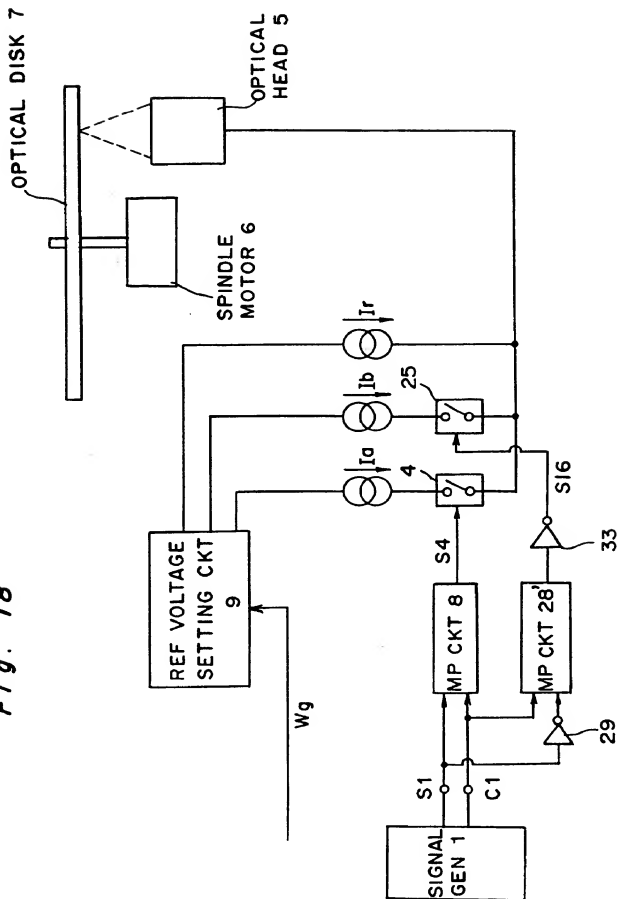 Fig. 18
OPTICAL DISK 7
OPTICAL
HEAD 5
SPINDLE
MOTOR 6
REF VOLTAGE
SETTING CKT
9
Wg
Ia
Ib
Ir
4
25
S4
S16
MP CKT 8
MP CKT 28'
33
29
S1
C1
SIGNAL
GEN 1